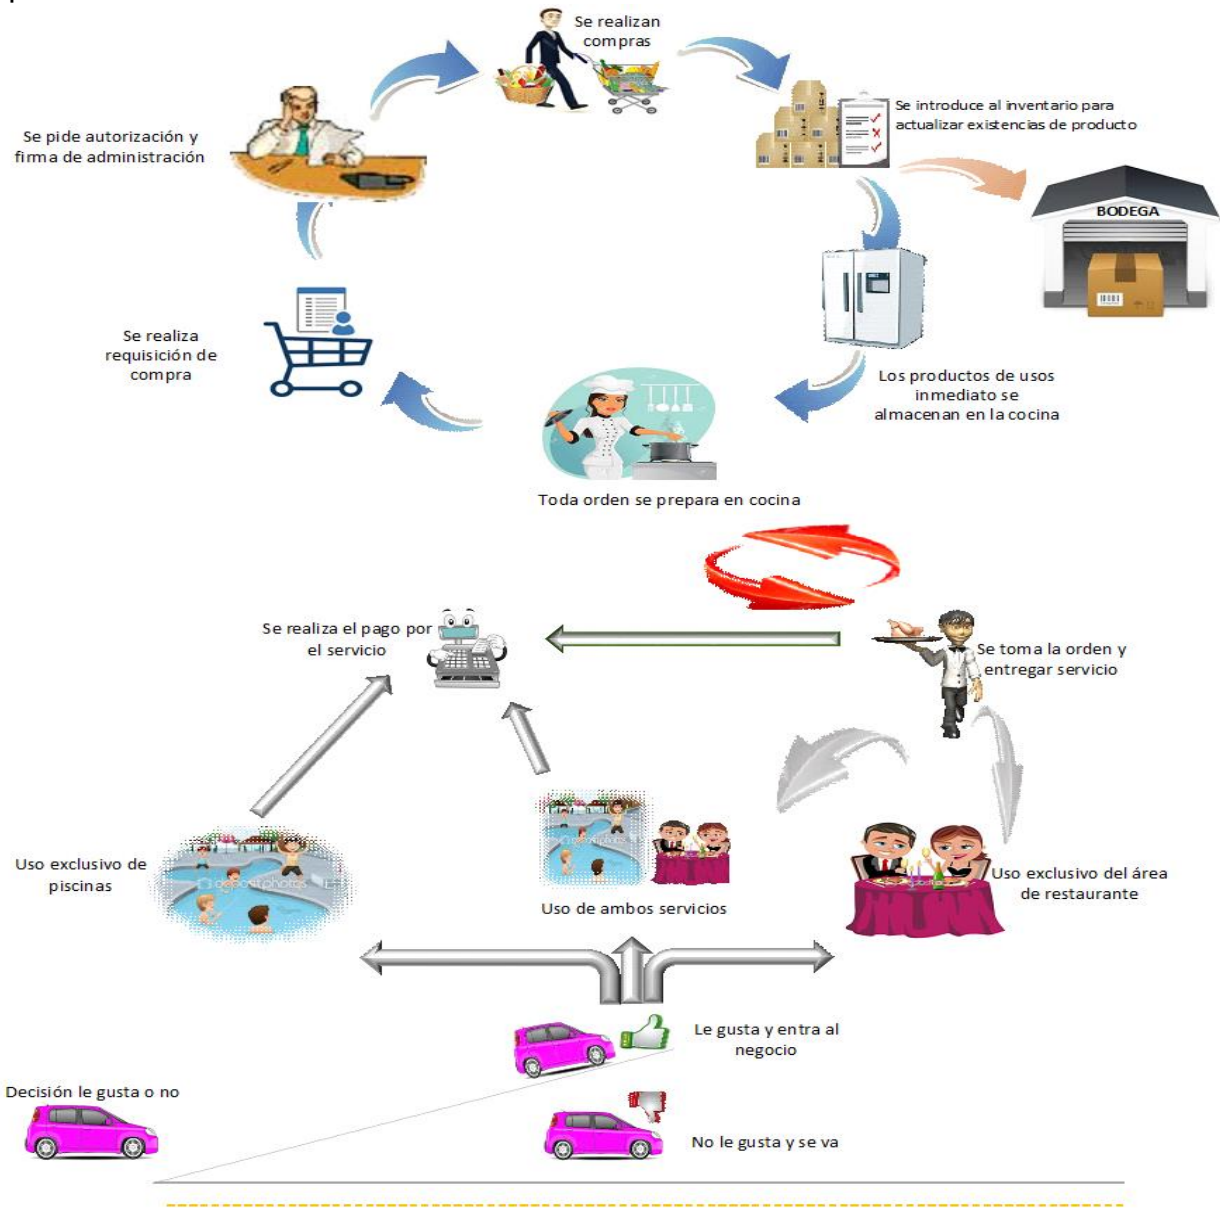 Se realizan
compras
Se introduce al inventario para
actualizar existencias de producto
Se pide autorización y
firma de administración
BODEGA
Se realiza
requisición de
compra
Los productos de usos
inmediato se
almacenan en la cocina
Toda orden se prepara en cocina
Se realiza el pago por
el servicio
Se toma la orden y
entregar servicio
Uso exclusivo de
piscinas
depositphotos
Uso de ambos servicios
Uso exclusivo del área
de restaurante
Le gusta y entra al
negocio
Decisión le gusta o no
No le gusta y se va